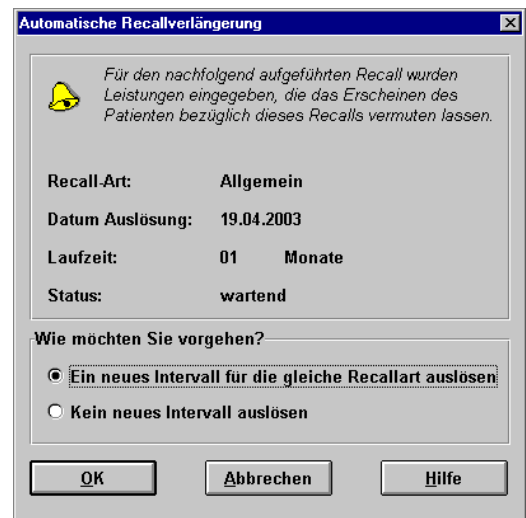 Automatische Recallverlängerung
Für den nachfolgend aufgeführten Recall wurden
Leistungen eingegeben, die das Erscheinen des
Patienten bezüglich dieses Recalls vermuten lassen.
Recall-Art: Allgemein
Datum Auslösung: 19.04.2003
Laufzeit: 01 Monate
Status: wartend
Wie möchten Sie vorgehen?
Ein neues Intervall für die gleiche Recallart auslösen
Kein neues Intervall auslösen
OK Abbrechen Hilfe